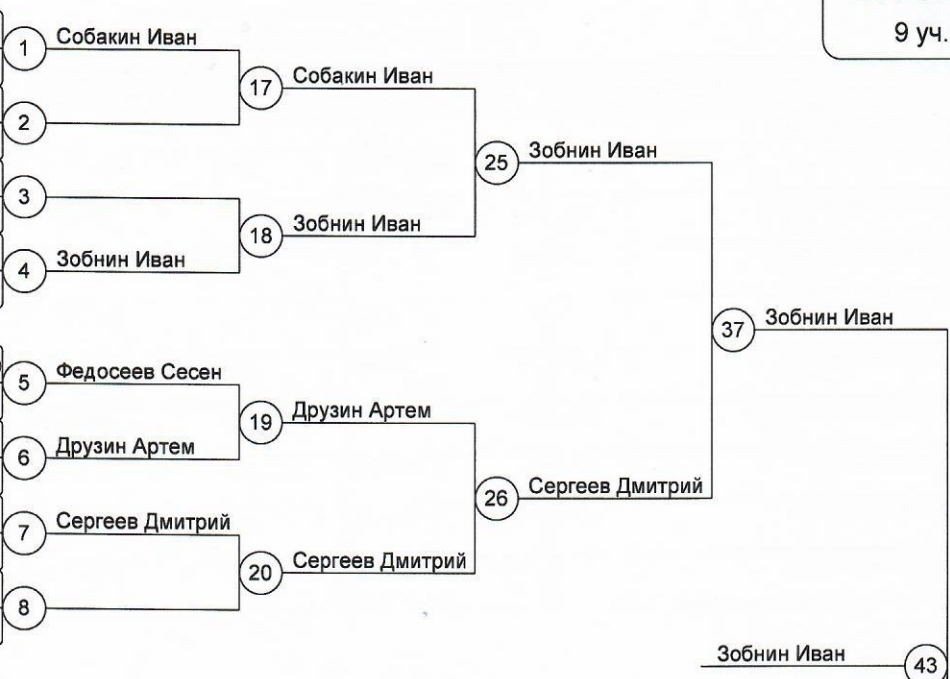 9 уч.
1 Собакин Иван
17 Собакин Иван
2
25 Зобнин Иван
3
18 Зобнин Иван
4 Зобнин Иван
37 Зобнин Иван
5 Федосеев Сесен
19 Друзин Артем
6 Друзин Артем
26 Сергеев Дмитрий
7 Сергеев Дмитрий
20 Сергеев Дмитрий
8
Зобнин Иван 43